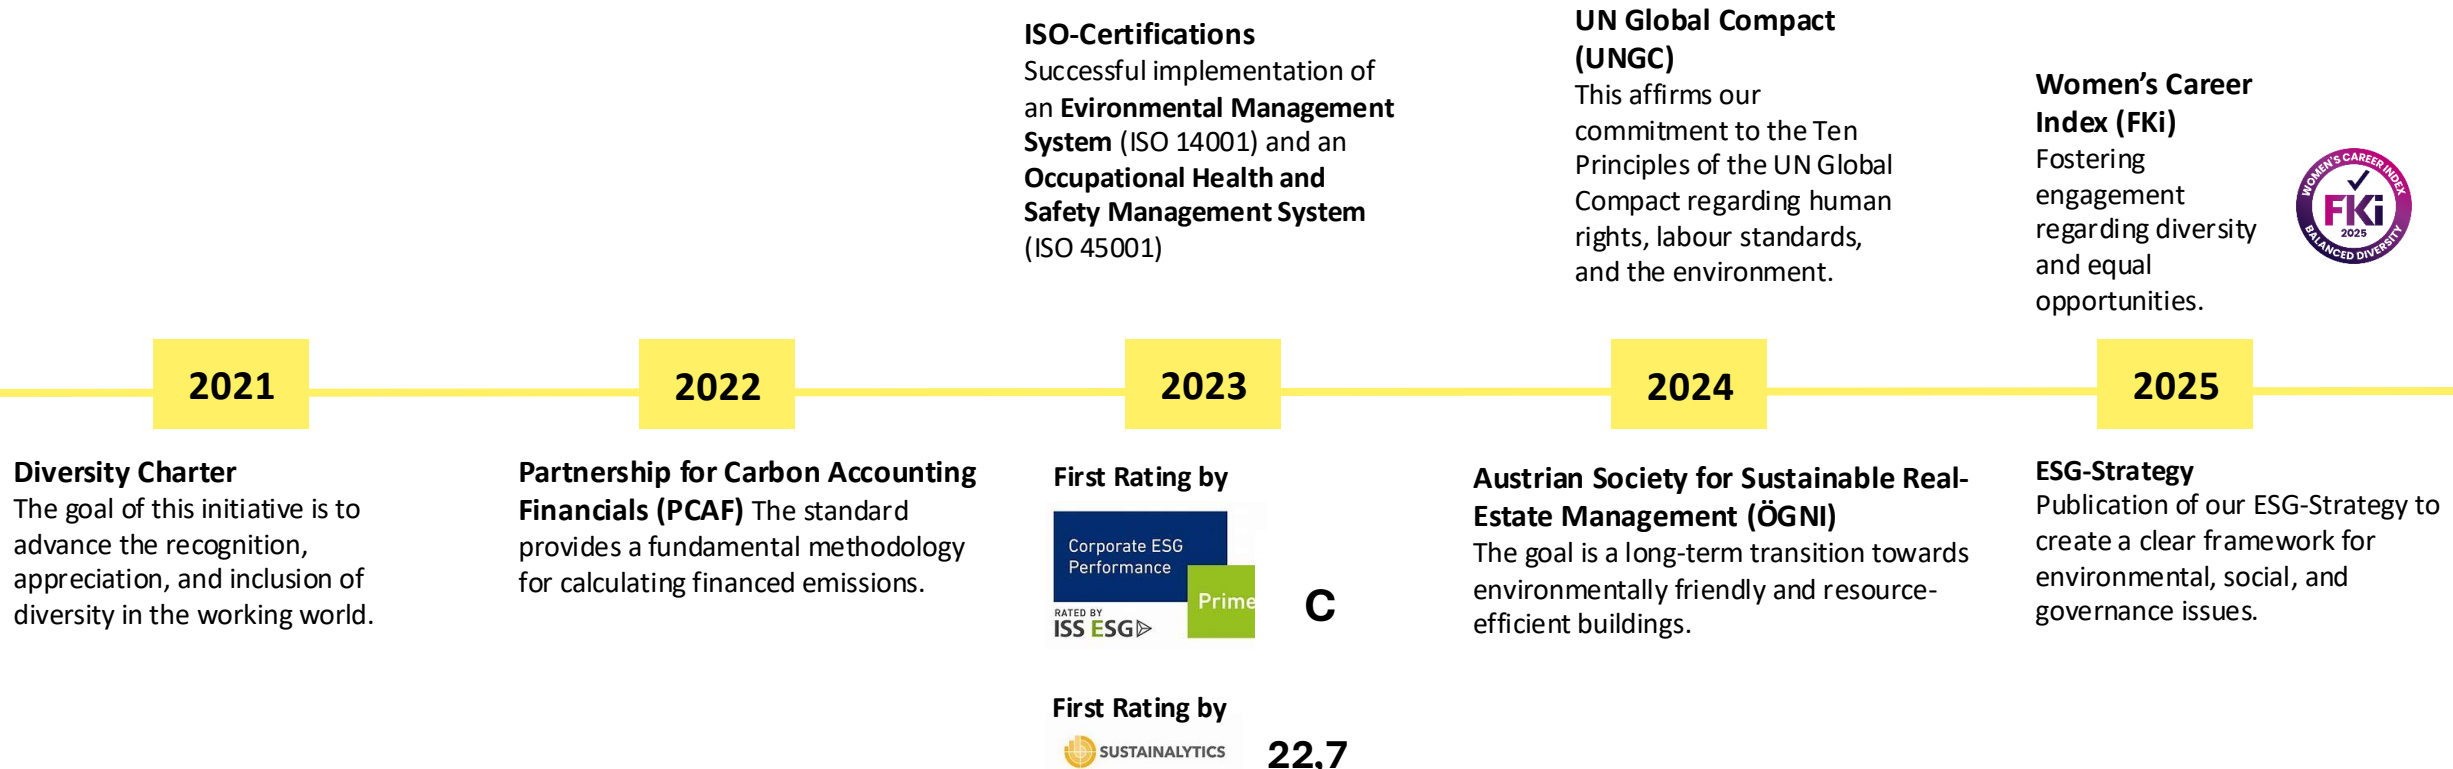 ISO-Certifications
Successful implementation of
an Evironmental Management
System (ISO 14001) and an
Occupational Health and
Safety Management System
(ISO 45001)
UN Global Compact
(UNGC)
This affirms our
commitment to the Ten
Principles of the UN Global
Compact regarding human
rights, labour standards,
and the environment.
Women’s Career
Index (FKi)
Fostering
engagement
regarding diversity
and equal
opportunities.
WOMEN'S CAREER INDEX
FKi
2025
BALANCED DIVERSITY
2021
2022
2023
2024
2025
Diversity Charter
The goal of this initiative is to
advance the recognition,
appreciation, and inclusion of
diversity in the working world.
Partnership for Carbon Accounting
Financials (PCAF) The standard
provides a fundamental methodology
for calculating financed emissions.
First Rating by
Corporate ESG
Performance
Prime
RATED BY
ISS ESG
C
First Rating by
SUSTAINALYTICS
22,7
Austrian Society for Sustainable Real-
Estate Management (ÖGNI)
The goal is a long-term transition towards
environmentally friendly and resource-
efficient buildings.
ESG-Strategy
Publication of our ESG-Strategy to
create a clear framework for
environmental, social, and
governance issues.